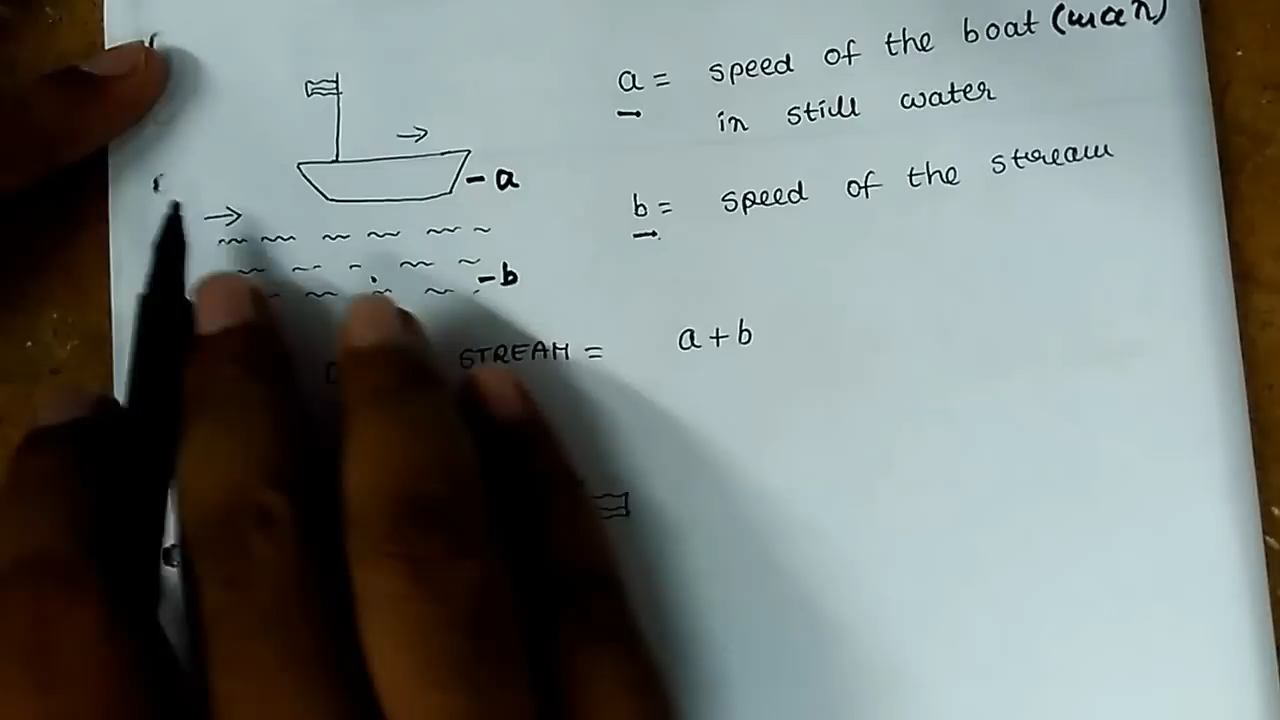 a = speed of the boat (man)
in still water
- a
b = speed of the stream
- b
STREAM = a + b